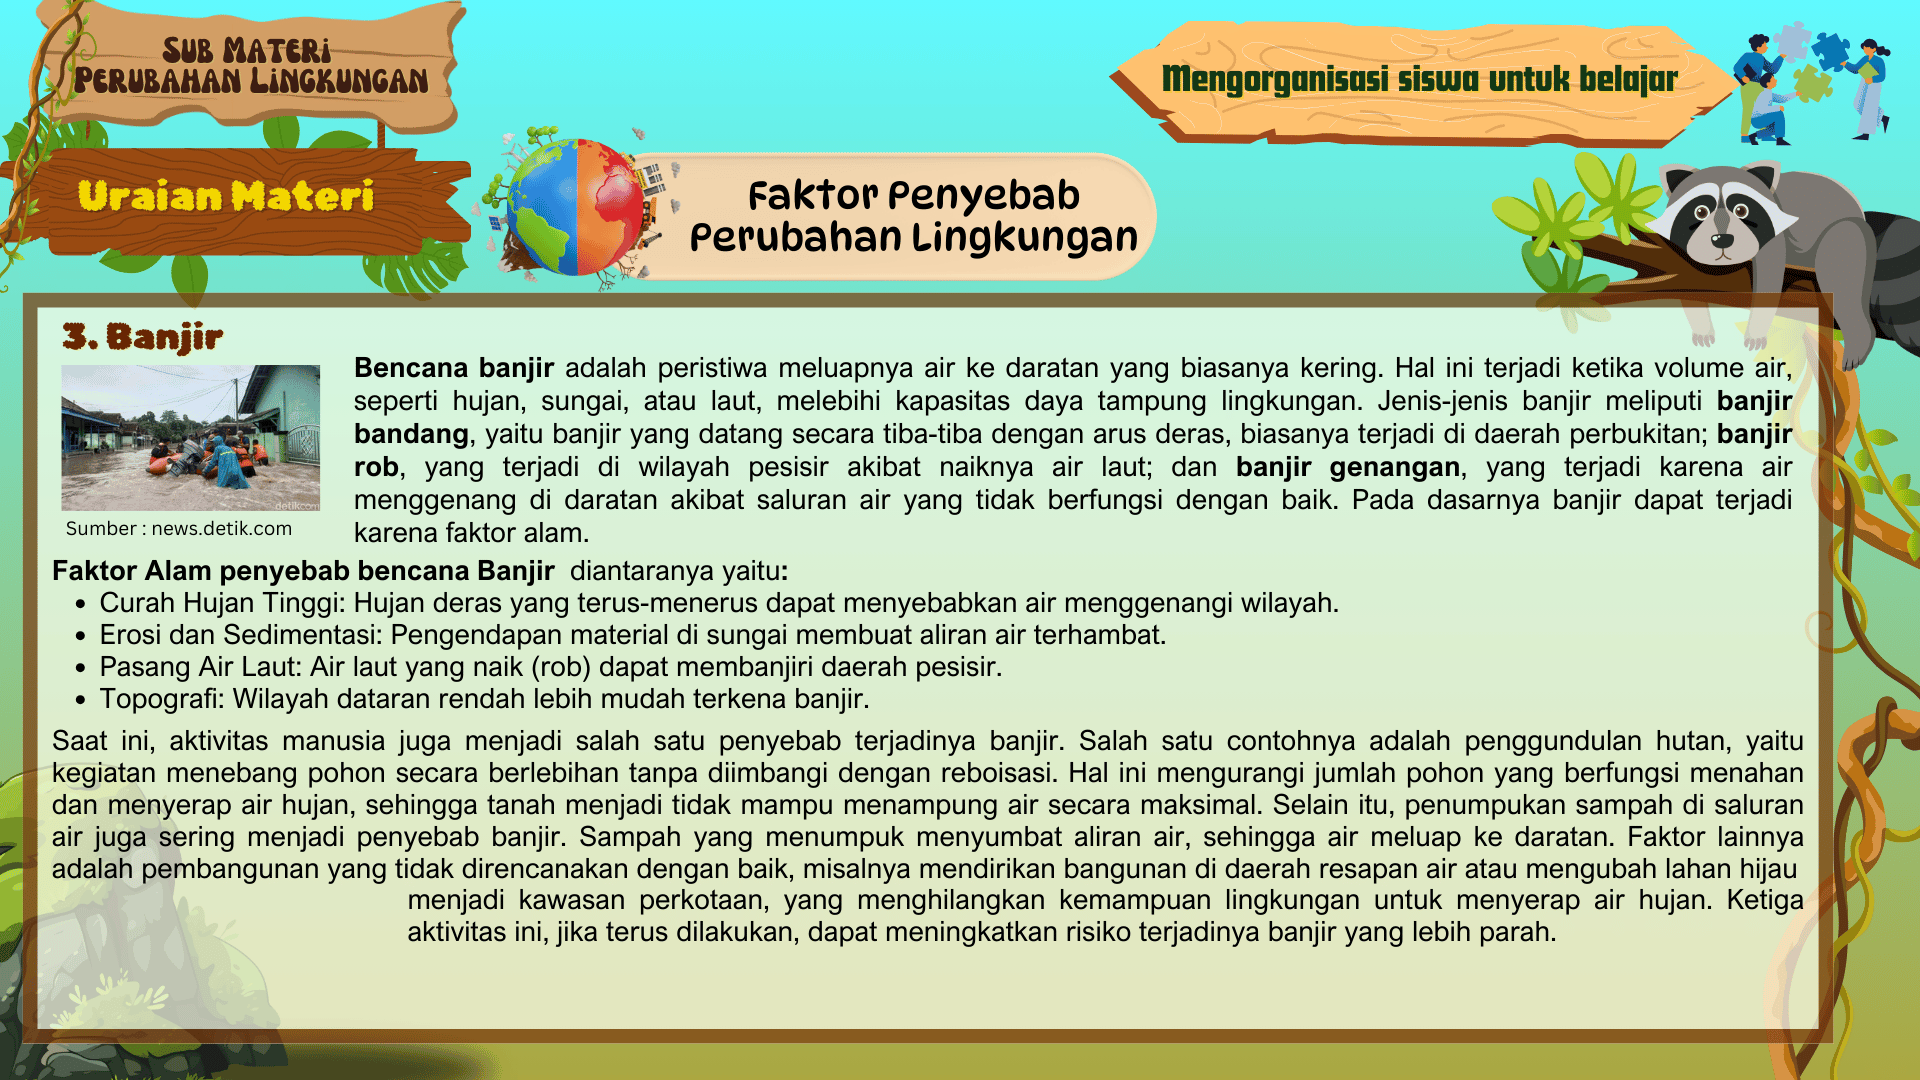 Sub Materi
Perubahan Lingkungan
Mengorganisasi siswa untuk belajar
Uraian Materi
Faktor Penyebab
Perubahan Lingkungan
3. Banjir
detikcom
Sumber : news.detik.com
Bencana banjir adalah peristiwa meluapnya air ke daratan yang biasanya kering. Hal ini terjadi ketika volume air,
seperti hujan, sungai, atau laut, melebihi kapasitas daya tampung lingkungan. Jenis-jenis banjir meliputi banjir
bandang, yaitu banjir yang datang secara tiba-tiba dengan arus deras, biasanya terjadi di daerah perbukitan; banjir
rob, yang terjadi di wilayah pesisir akibat naiknya air laut; dan banjir genangan, yang terjadi karena air
menggenang di daratan akibat saluran air yang tidak berfungsi dengan baik. Pada dasarnya banjir dapat terjadi
karena faktor alam.
Faktor Alam penyebab bencana Banjir diantaranya yaitu:
• Curah Hujan Tinggi: Hujan deras yang terus-menerus dapat menyebabkan air menggenangi wilayah.
• Erosi dan Sedimentasi: Pengendapan material di sungai membuat aliran air terhambat.
• Pasang Air Laut: Air laut yang naik (rob) dapat membanjiri daerah pesisir.
• Topografi: Wilayah dataran rendah lebih mudah terkena banjir.
Saat ini, aktivitas manusia juga menjadi salah satu penyebab terjadinya banjir. Salah satu contohnya adalah penggundulan hutan, yaitu
kegiatan menebang pohon secara berlebihan tanpa diimbangi dengan reboisasi. Hal ini mengurangi jumlah pohon yang berfungsi menahan
dan menyerap air hujan, sehingga tanah menjadi tidak mampu menampung air secara maksimal. Selain itu, penumpukan sampah di saluran
air juga sering menjadi penyebab banjir. Sampah yang menumpuk menyumbat aliran air, sehingga air meluap ke daratan. Faktor lainnya
adalah pembangunan yang tidak direncanakan dengan baik, misalnya mendirikan bangunan di daerah resapan air atau mengubah lahan hijau
menjadi kawasan perkotaan, yang menghilangkan kemampuan lingkungan untuk menyerap air hujan. Ketiga
aktivitas ini, jika terus dilakukan, dapat meningkatkan risiko terjadinya banjir yang lebih parah.